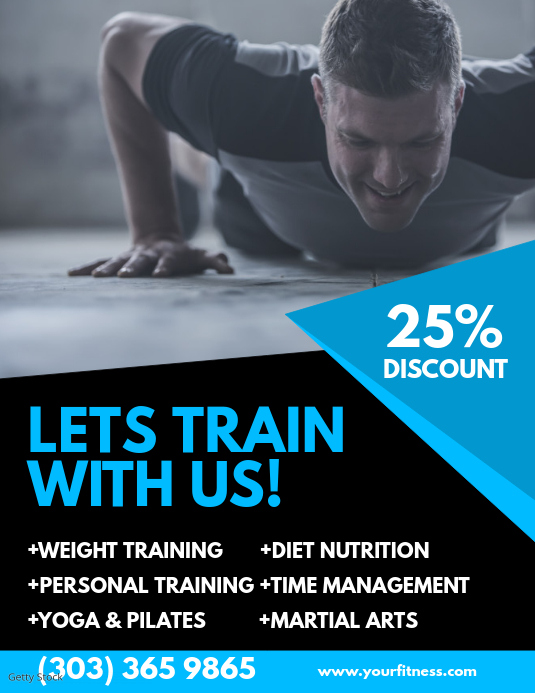 25%
DISCOUNT
LETS TRAIN
WITH US!
+WEIGHT TRAINING
+DIET NUTRITION
+PERSONAL TRAINING
+TIME MANAGEMENT
+YOGA & PILATES
+MARTIAL ARTS
(303) 365 9865
www.yourfitness.com
Getty Stock